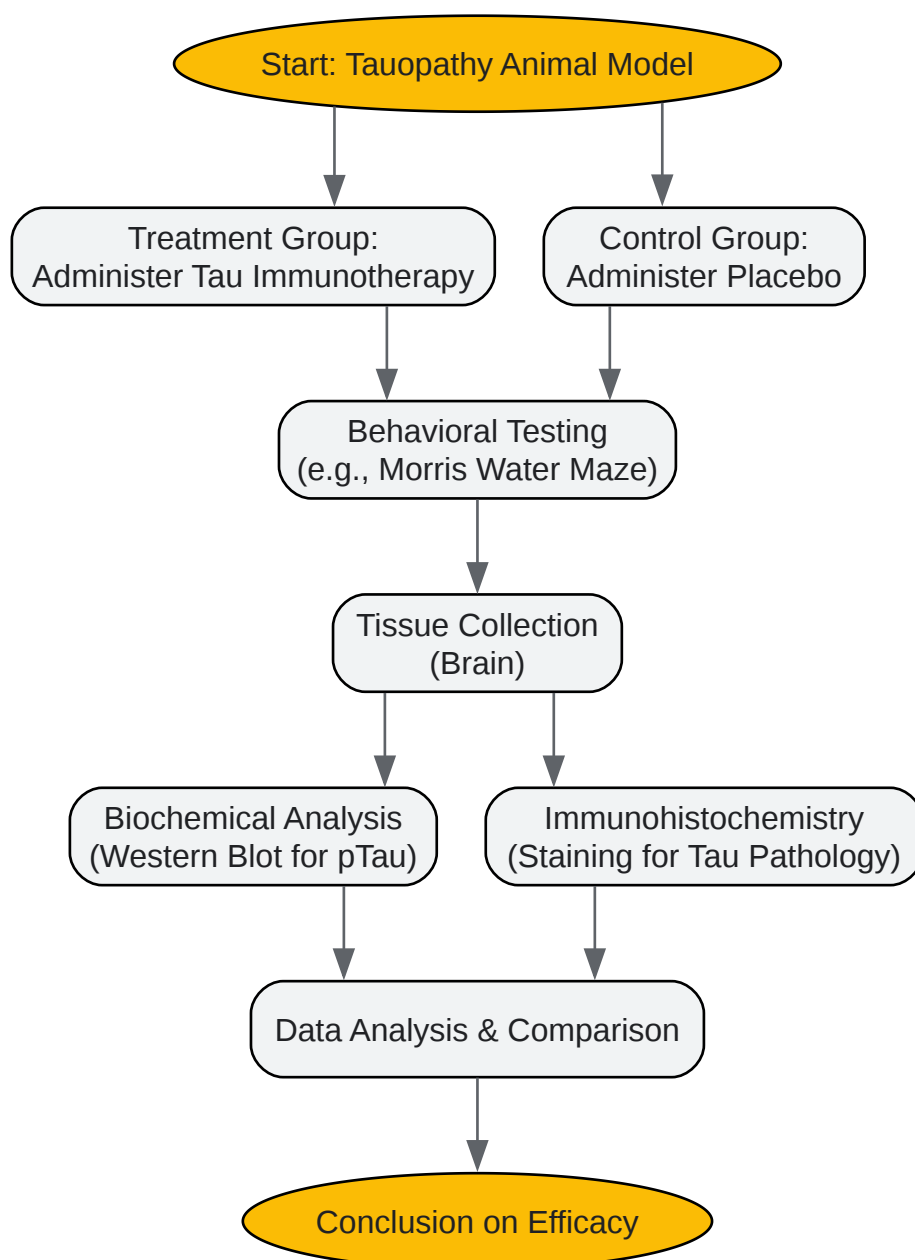 Start: Tauopathy Animal Model
Treatment Group:
Administer Tau Immunotherapy
Control Group:
Administer Placebo
Behavioral Testing
(e.g., Morris Water Maze)
Tissue Collection
(Brain)
Biochemical Analysis
(Western Blot for pTau)
Immunohistochemistry
(Staining for Tau Pathology)
Data Analysis & Comparison
Conclusion on Efficacy